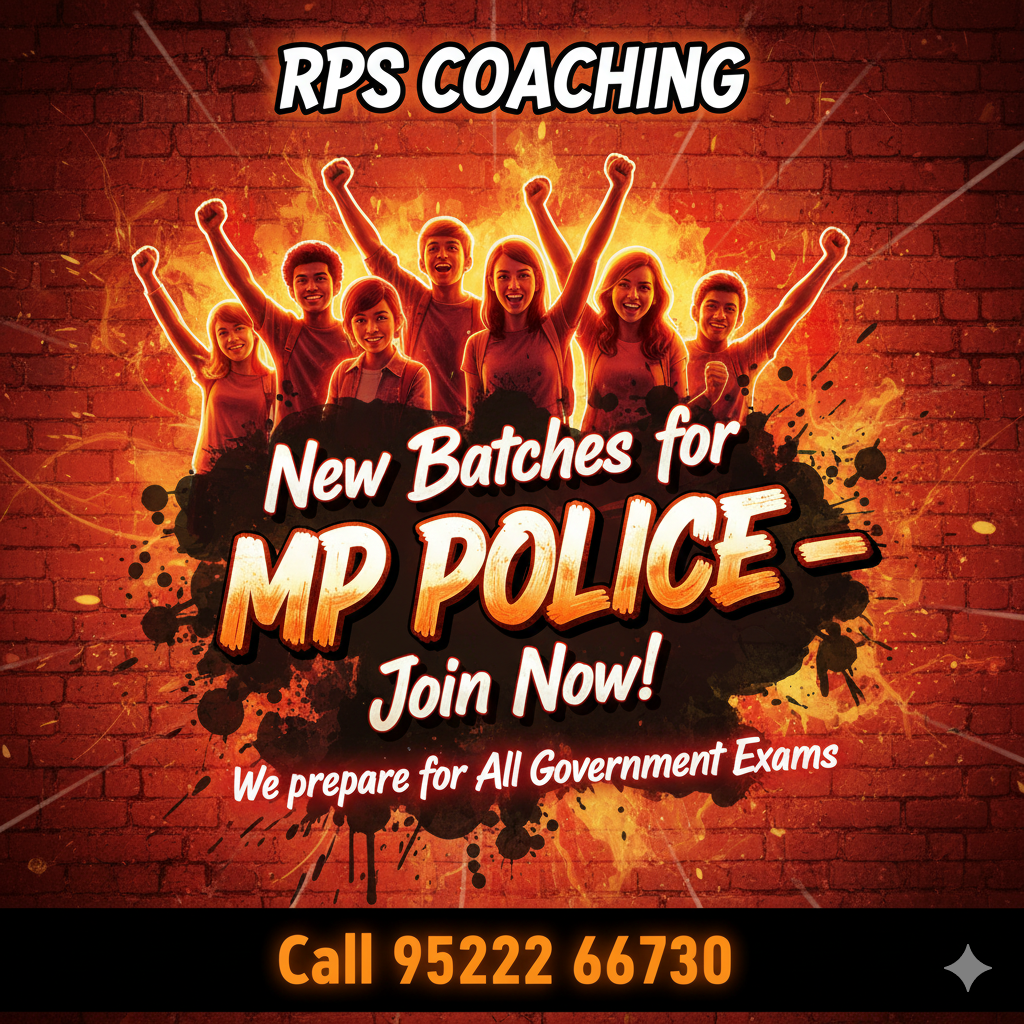 RPS COACHING
New Batches for
MP POLICE –
Join Now!
We prepare for All Government Exams
Call 95222 66730